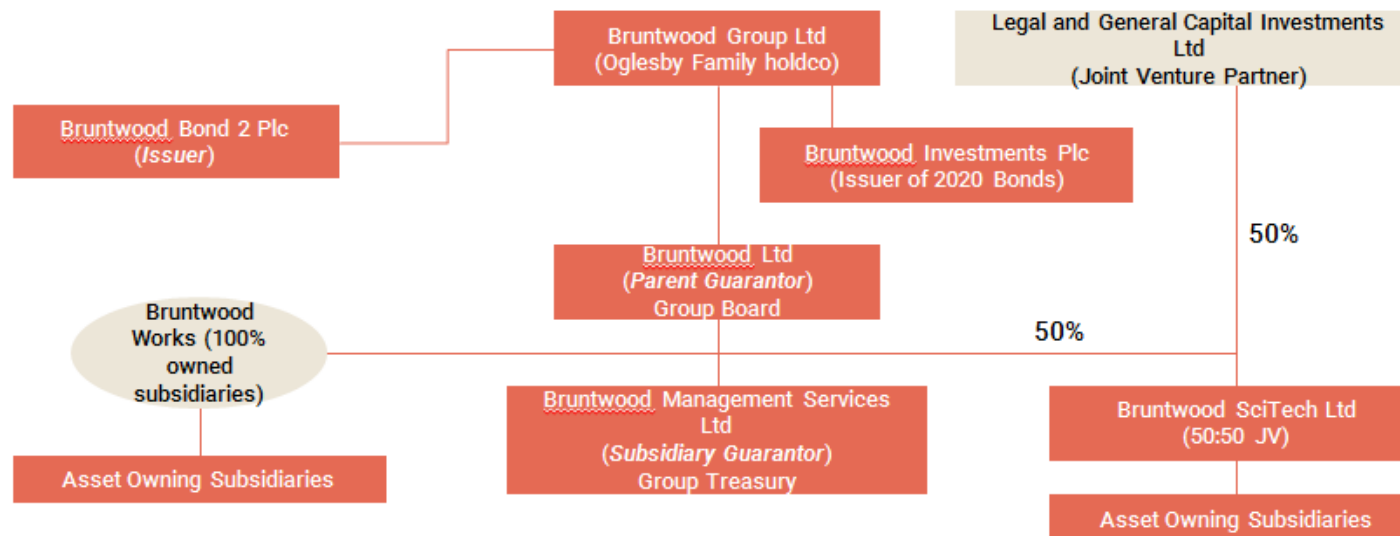 Bruntwood Group Ltd
(Oglesby Family holdco)
Legal and General Capital Investments
Ltd
(Joint Venture Partner)
Bruntwood Bond 2 Plc
(Issuer)
Bruntwood Investments Plc
(Issuer of 2020 Bonds)
50%
Bruntwood Ltd
(Parent Guarantor)
Group Board
Bruntwood
Works (100%
owned
subsidiaries)
50%
Bruntwood Management Services
Ltd
(Subsidiary Guarantor)
Group Treasury
Bruntwood SciTech Ltd
(50:50 JV)
Asset Owning Subsidiaries
Asset Owning Subsidiaries